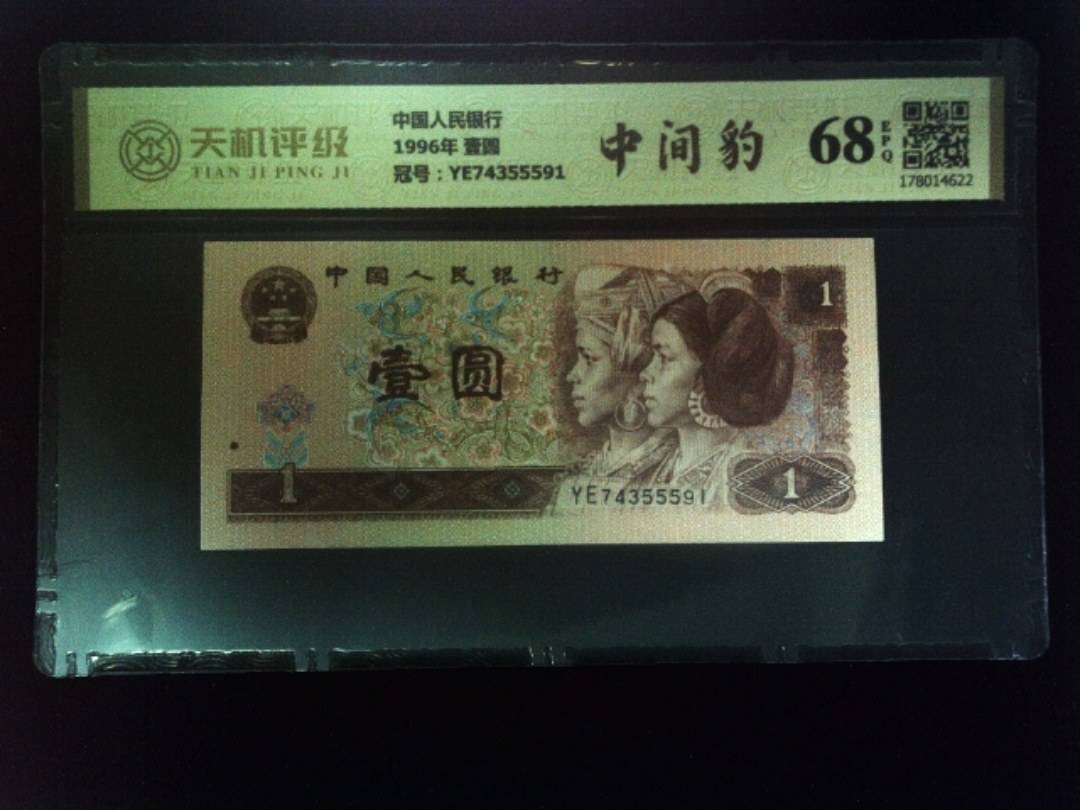 天机评级
TIAN JI PING JI
中国人民银行
1996年 壹圆
冠号：YE74355591
中间豹
68
EPQ
178014622
中国人民银行
1
壹圆
1
YE74355591
1